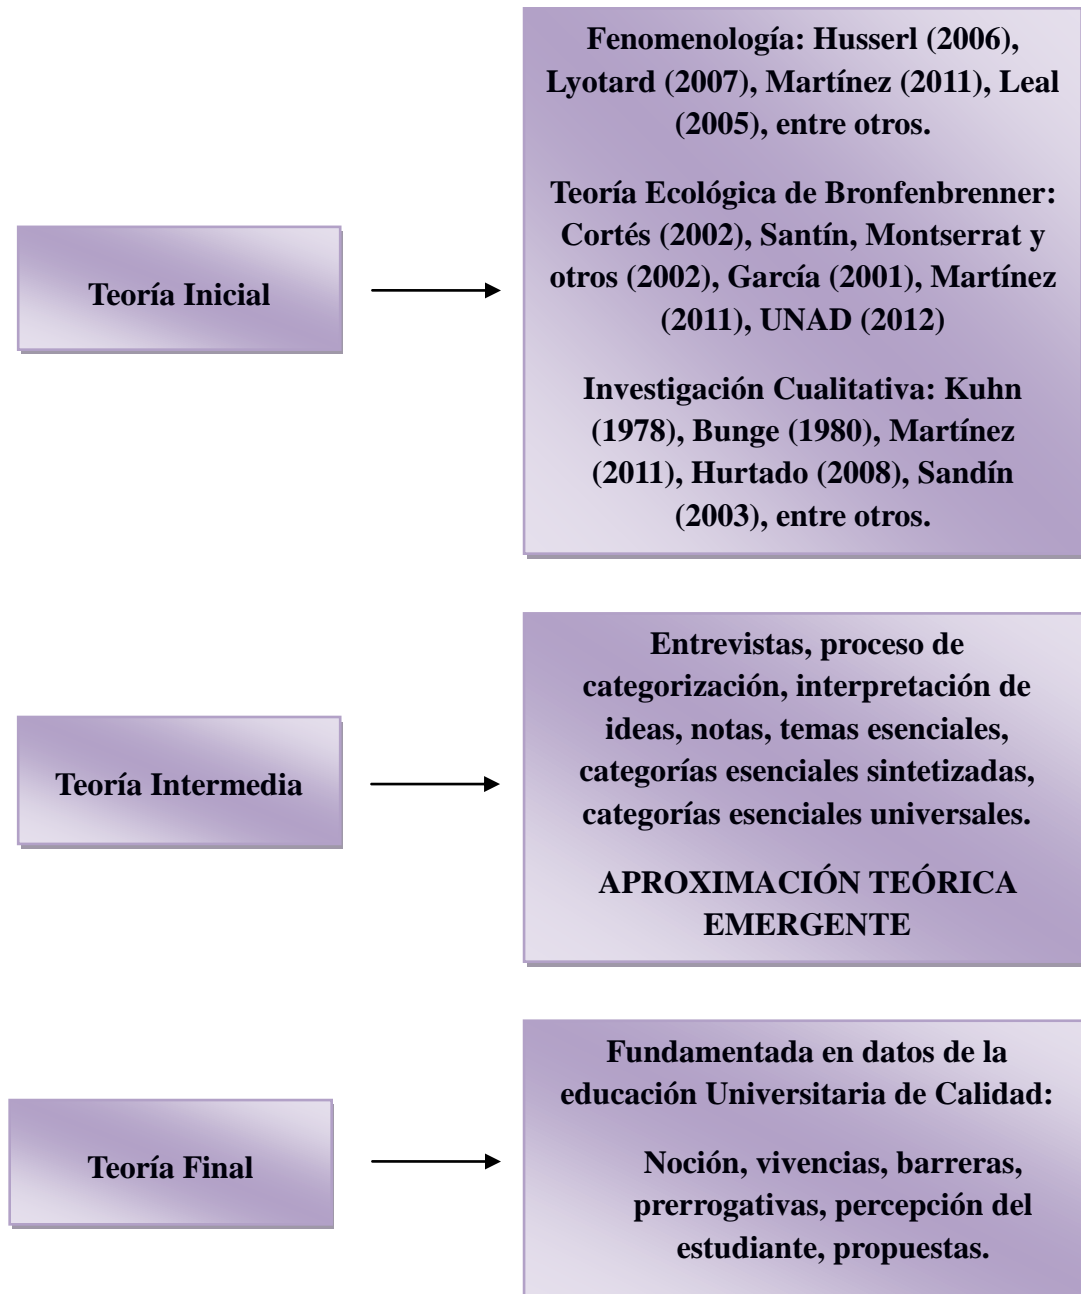 Teoría Inicial
Fenomenología: Husserl (2006),
Lyotard (2007), Martínez (2011), Leal
(2005), entre otros.
Teoría Ecológica de Bronfenbrenner:
Cortés (2002), Santín, Montserrat y
otros (2002), García (2001), Martínez
(2011), UNAD (2012)
Investigación Cualitativa: Kuhn
(1978), Bunge (1980), Martínez
(2011), Hurtado (2008), Sandín
(2003), entre otros.
Teoría Intermedia
Entrevistas, proceso de
categorización, interpretación de
ideas, notas, temas esenciales,
categorías esenciales sintetizadas,
categorías esenciales universales.
APROXIMACIÓN TEÓRICA
EMERGENTE
Teoría Final
Fundamentada en datos de la
educación Universitaria de Calidad:
Noción, vivencias, barreras,
prerrogativas, percepción del
estudiante, propuestas.